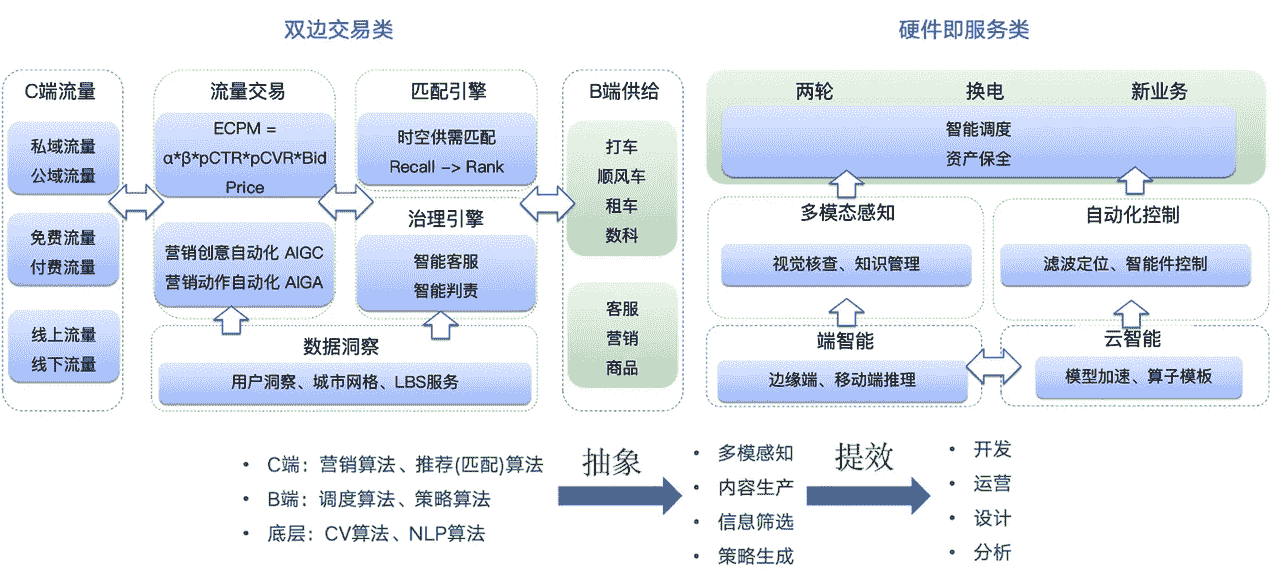 双边交易类
硬件即服务类
C端流量
私域流量
公域流量
免费流量
付费流量
线上流量
线下流量
流量交易
ECPM =
α*β*pCTR*pCVR*Bid
Price
营销创意自动化 AIGC
营销动作自动化 AIGA
匹配引擎
时空供需匹配
Recall -> Rank
治理引擎
智能客服
智能判责
数据洞察
用户洞察、城市网格、LBS服务
B端供给
打车
顺风车
租车
数科
客服
营销
商品
两轮
换电
新业务
智能调度
资产保全
多模态感知
视觉核查、知识管理
自动化控制
滤波定位、智能件控制
端智能
边缘端、移动端推理
云智能
模型加速、算子模板
• C端：营销算法、推荐(匹配)算法
• B端：调度算法、策略算法
• 底层：CV算法、NLP算法
抽象
• 多模感知
• 内容生产
• 信息筛选
• 策略生成
提效
• 开发
• 运营
• 设计
• 分析